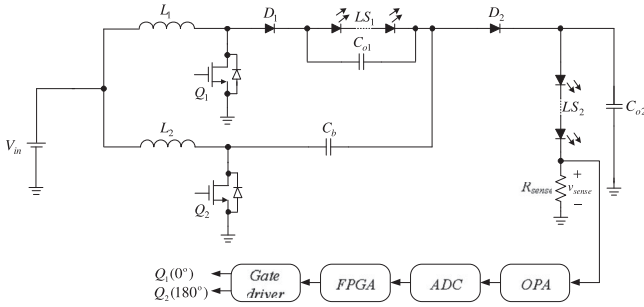 L1
D1
LS1
D2
Co1
Q1
LS2
Co2
Vin
L2
Cb
Q2
Rsense
+
vsense
−
Q1(0°)
Q2(180°)
Gate
driver
FPGA
ADC
OPA